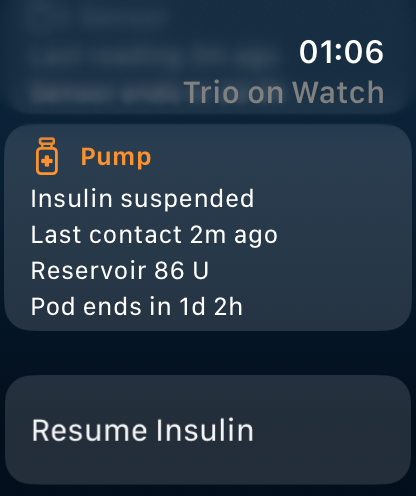 01:06
Trio on Watch
Pump
Insulin suspended
Last contact 2m ago
Reservoir 86 U
Pod ends in 1d 2h
Resume Insulin